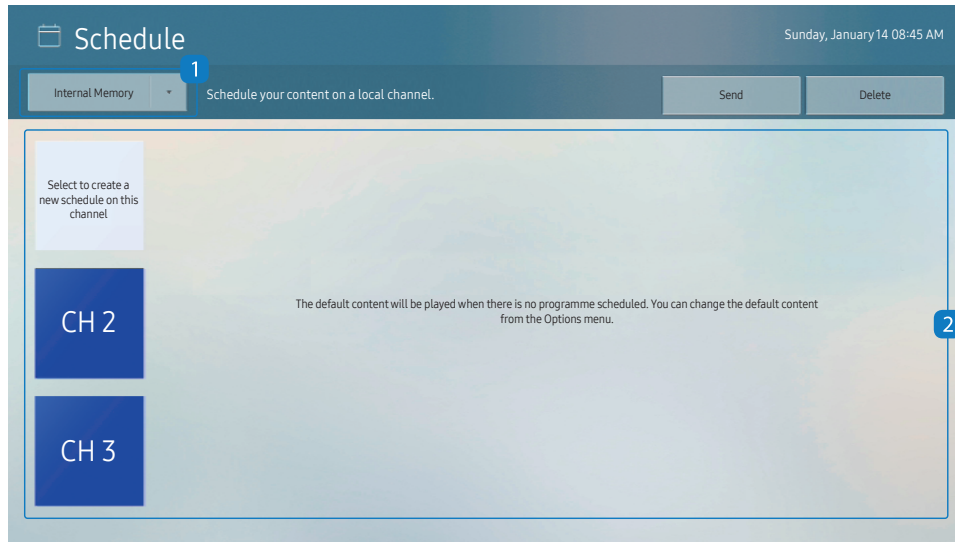 Schedule
Sunday, January 14 08:45 AM
1
Internal Memory
Schedule your content on a local channel.
Send
Delete
Select to create a
new schedule on this
channel
CH 2
The default content will be played when there is no programme scheduled. You can change the default content
from the Options menu.
2
CH 3